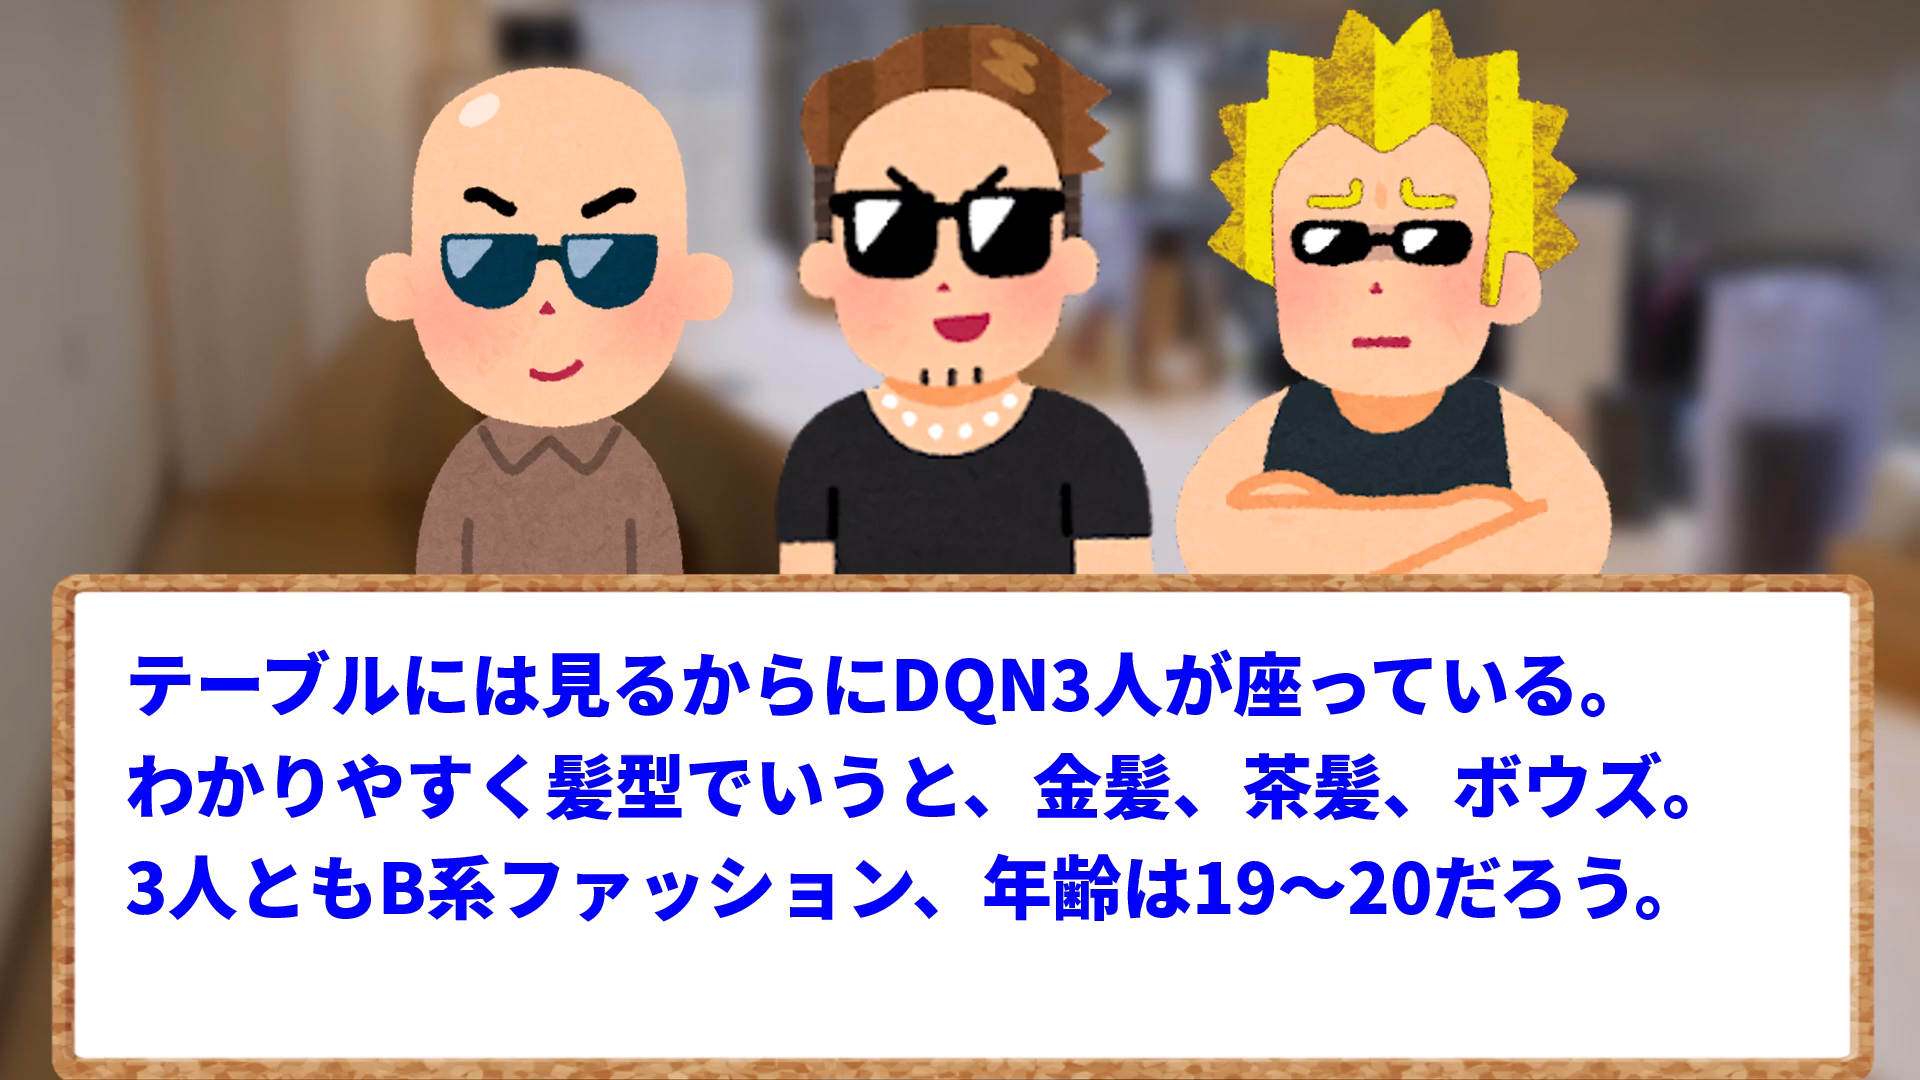 テーブルには見るからにDQN3人が座っている。
わかりやすく髪型でいうと、金髪、茶髪、ボウズ。
3人ともB系ファッション、年齢は19～20だろう。